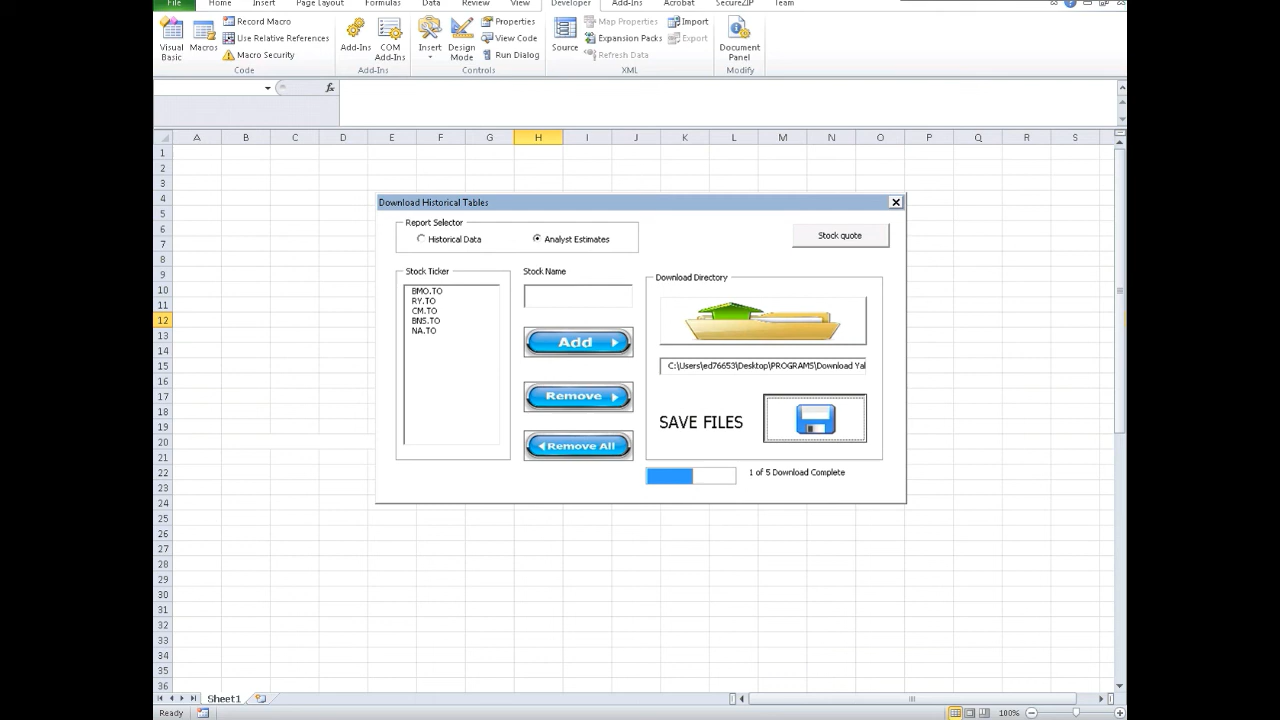 File Home Insert Page Layout Formulas Data Review View Developer Add-Ins Acrobat SecureZIP Team
Visual Basic
Macros
Record Macro
Use Relative References
Macro Security
Code
Add-Ins
COM Add-Ins
Add-Ins
Insert
Design Mode
Properties
View Code
Run Dialog
Controls
Source
Map Properties
Expansion Packs
Refresh Data
Import
Export
XML
Document Panel
Modify
fx
A B C D E F G H I J K L M N O P Q R S
1
2
3
4
5
6
7
8
9
10
11
12
13
14
15
16
17
18
19
20
21
22
23
24
25
26
27
28
29
30
31
32
33
34
35
36
Download Historical Tables
Report Selector
Historical Data
Analyst Estimates
Stock quote
Stock Ticker
BMO.TO
RY.TO
CM.TO
BNS.TO
NA.TO
Stock Name
Add
Remove
Remove All
Download Directory
C:\Users\ed76653\Desktop\PROGRAMS\Download Yal
SAVE FILES
1 of 5 Download Complete
Sheet1
Ready
100%